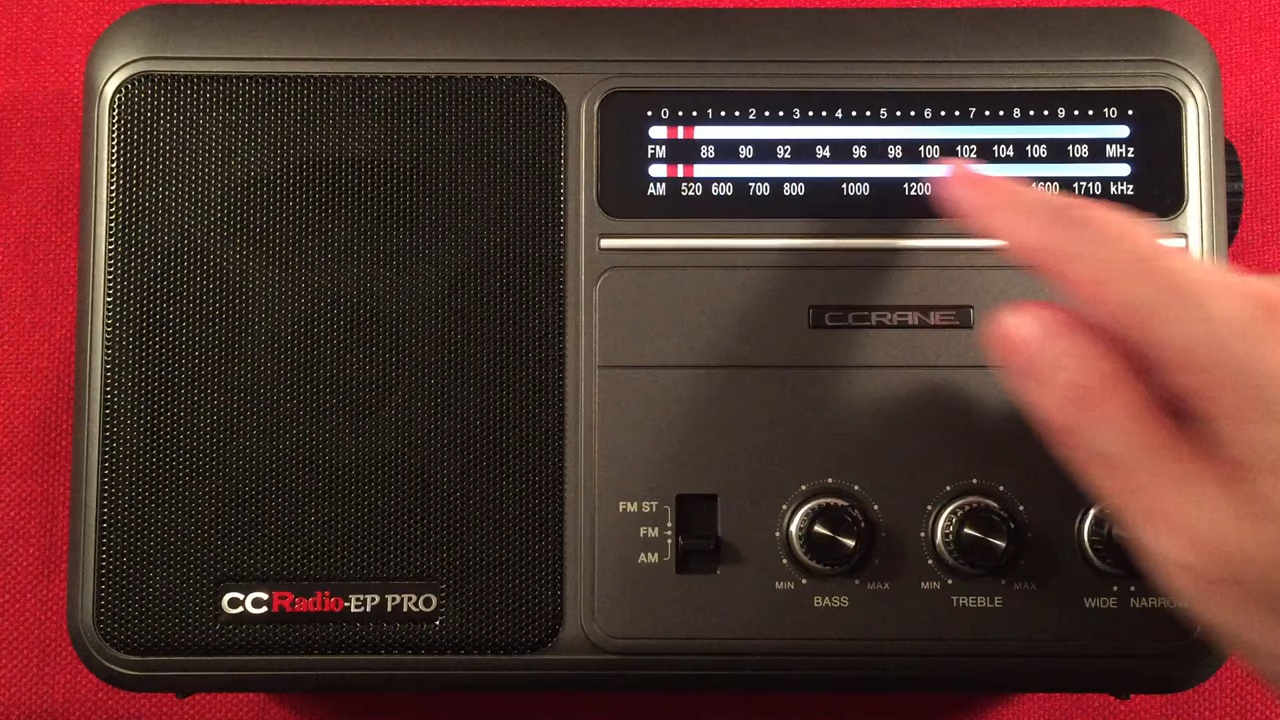 0 1 2 3 4 5 6 7 8 9 10
FM 88 90 92 94 96 98 100 102 104 106 108 MHz
AM 520 600 700 800 1000 1200 1600 1710 kHz
C.CRANE
FM ST
FM
AM
MIN MAX MIN MAX
BASS TREBLE WIDE NARROW
CCRadio-EP PRO